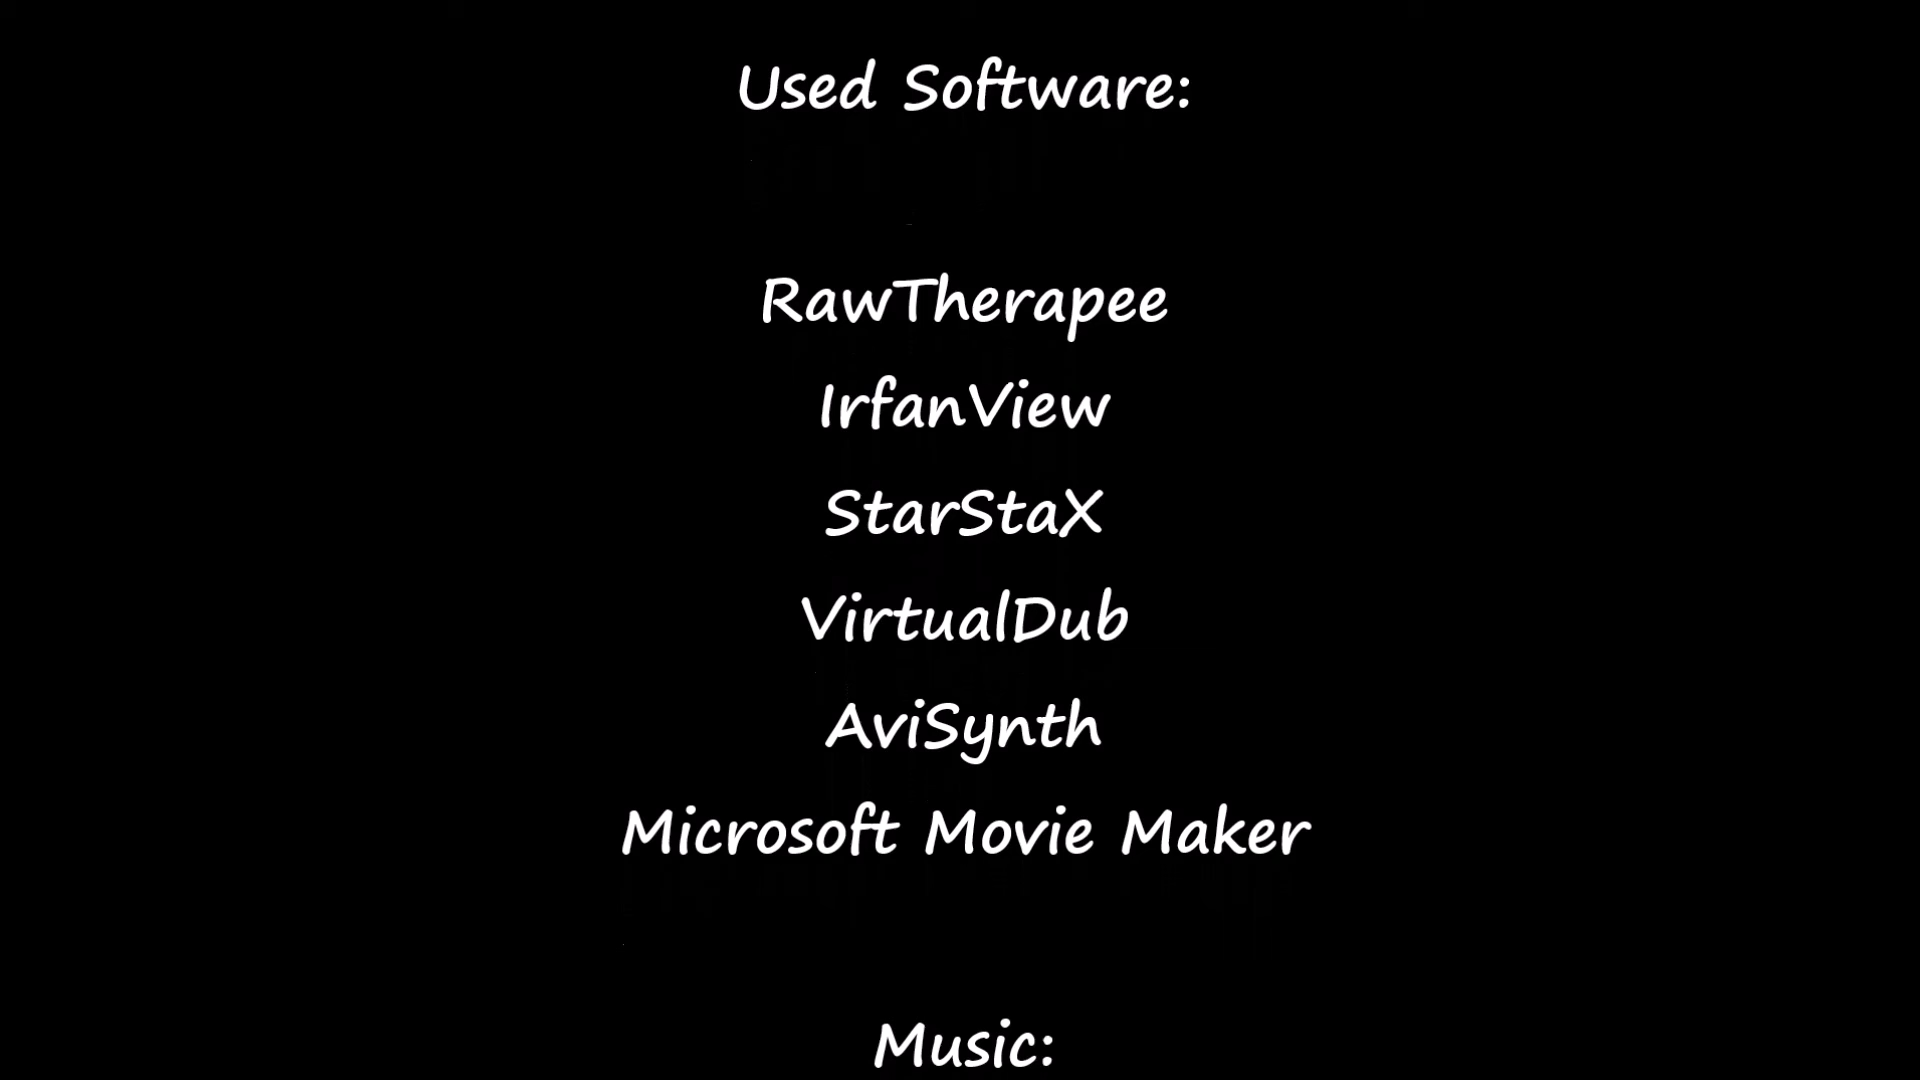 Used Software:
RawTherapee
IrfanView
StarStaX
VirtualDub
AviSynth
Microsoft Movie Maker
Music: